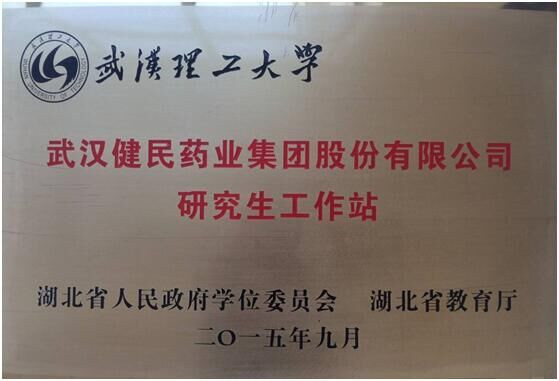 武漢理工大学
武汉健民药业集团股份有限公司
研究生工作站
湖北省人民政府学位委员会 湖北省教育厅
二〇一五年九月